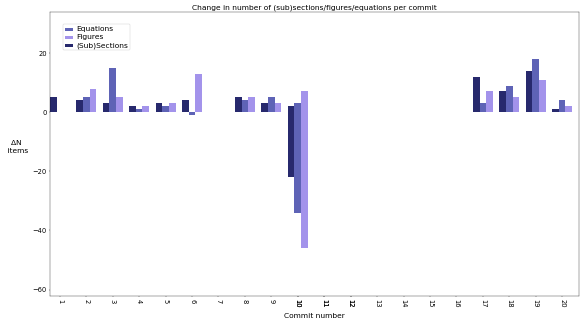 Change in number of (sub)sections/figures/equations per commit
Equations
Figures
(Sub)Sections
20
0
−20
−40
−60
ΔN
items
1 2 3 4 5 6 7 8 9 10 11 12 13 14 15 16 17 18 19 20
Commit number